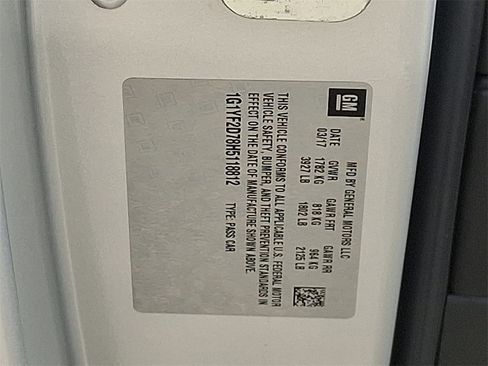 GM
MFD BY GENERAL MOTORS LLC
DATE GVWR GAWR FRT GAWR RR
03/17 1782 KG 818 KG 964 KG
3927 LB 1802 LB 2125 LB
THIS VEHICLE CONFORMS TO ALL APPLICABLE U.S. FEDERAL MOTOR
VEHICLE SAFETY, BUMPER, AND THEFT PREVENTION STANDARDS IN
EFFECT ON THE DATE OF MANUFACTURE SHOWN ABOVE.
1G1YF2D78H5118812 TYPE: PASS CAR